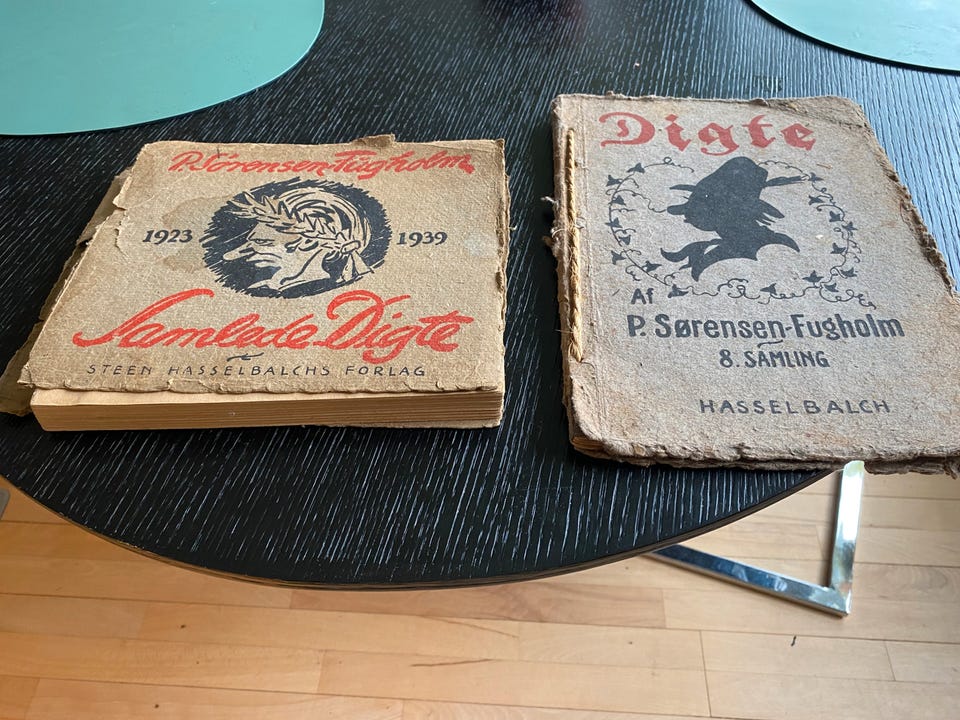 P. Sørensen-Fugholm
1923
1939
Samlede Digte
STEEN HASSELBALCHS FORLAG
Digte
Af
P. Sørensen-Fugholm
8. SAMLING
HASSELBALCH